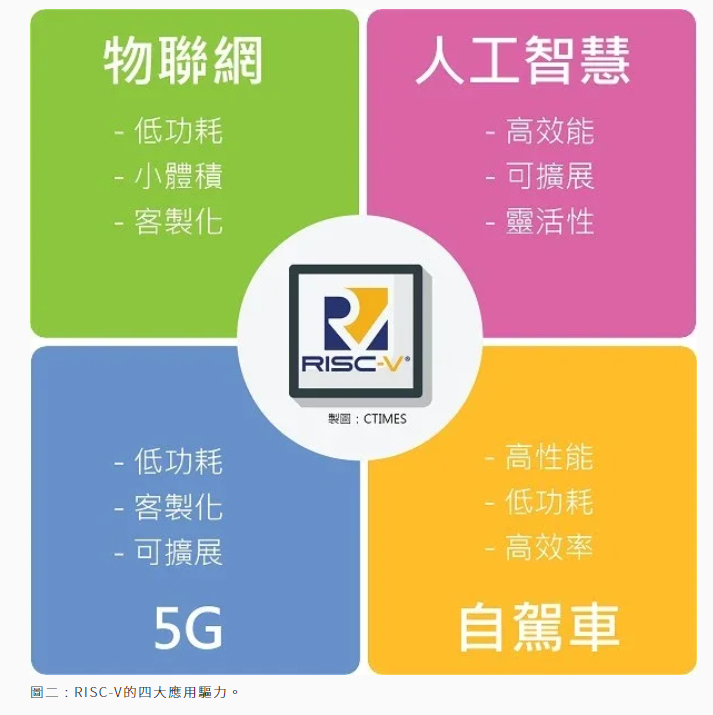 物聯網
- 低功耗
- 小體積
- 客製化
人工智慧
- 高效能
- 可擴展
- 靈活性
RISC-V®
製圖：CTIMES
- 低功耗
- 客製化
- 可擴展
5G
- 高性能
- 低功耗
- 高效率
自駕車
圖二：RISC-V的四大應用驅力。